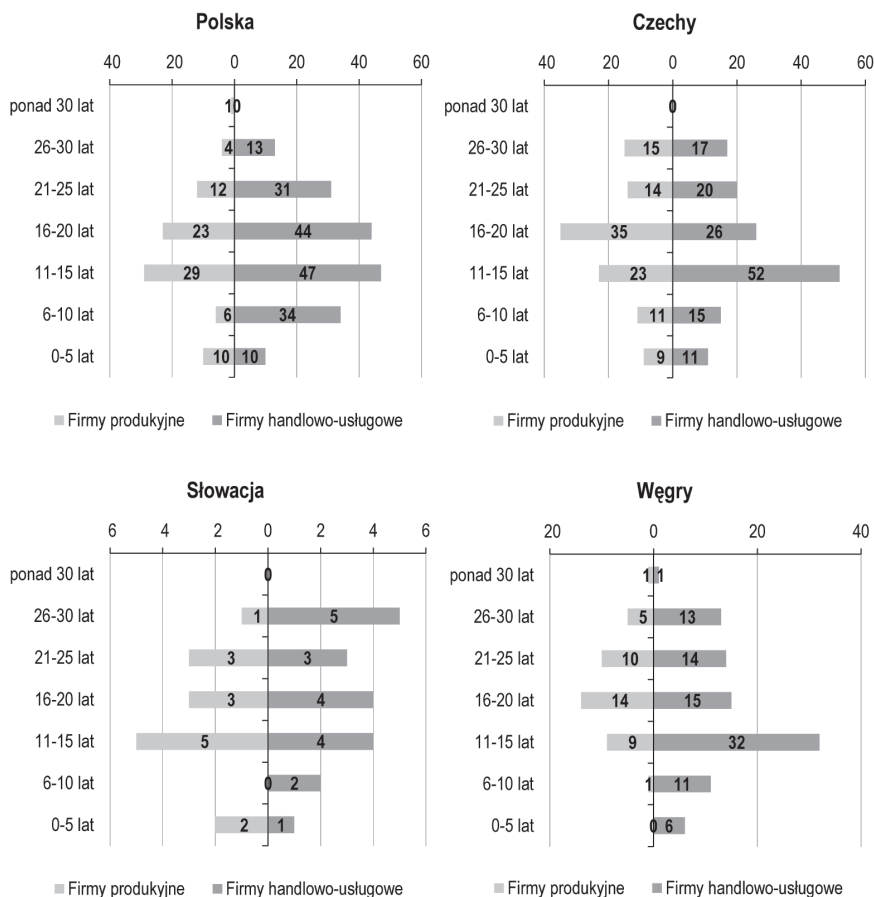 Polska
40 20 0 20 40 60
ponad 30 lat 1 0
26-30 lat 4 13
21-25 lat 12 31
16-20 lat 23 44
11-15 lat 29 47
6-10 lat 6 34
0-5 lat 10 10
Firmy produkyjne Firmy handlowo-usługowe
Czechy
40 20 0 20 40 60
ponad 30 lat 0
26-30 lat 15 17
21-25 lat 14 20
16-20 lat 35 26
11-15 lat 23 52
6-10 lat 11 15
0-5 lat 9 11
Firmy produkyjne Firmy handlowo-usługowe
Słowacja
6 4 2 0 2 4 6
ponad 30 lat 0
26-30 lat 1 5
21-25 lat 3 3
16-20 lat 3 4
11-15 lat 5 4
6-10 lat 0 2
0-5 lat 2 1
Firmy produkyjne Firmy handlowo-usługowe
Węgry
20 0 20 40
ponad 30 lat 1 1
26-30 lat 5 13
21-25 lat 10 14
16-20 lat 14 15
11-15 lat 9 32
6-10 lat 1 11
0-5 lat 0 6
Firmy produkyjne Firmy handlowo-usługowe